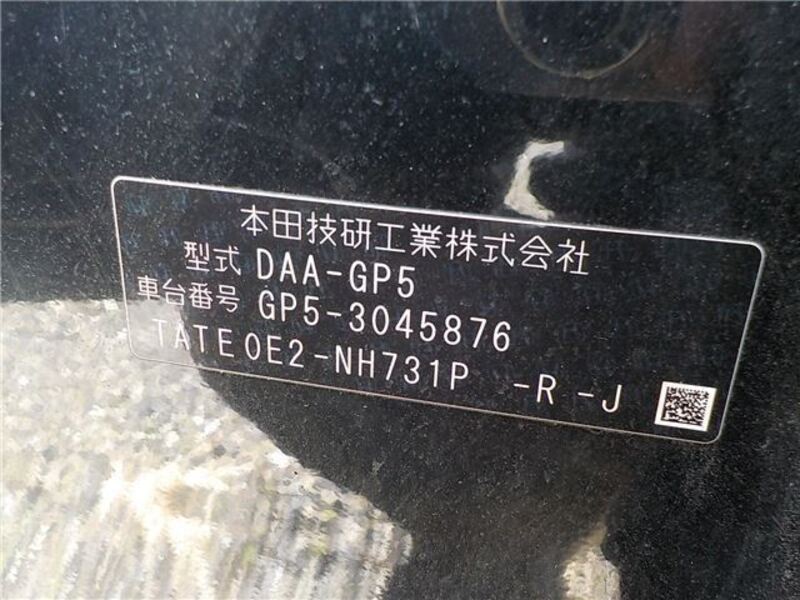 本田技研工業株式会社
型式 DAA-GP5
車台番号 GP5-3045876
TATE0E2-NH731P -R -J